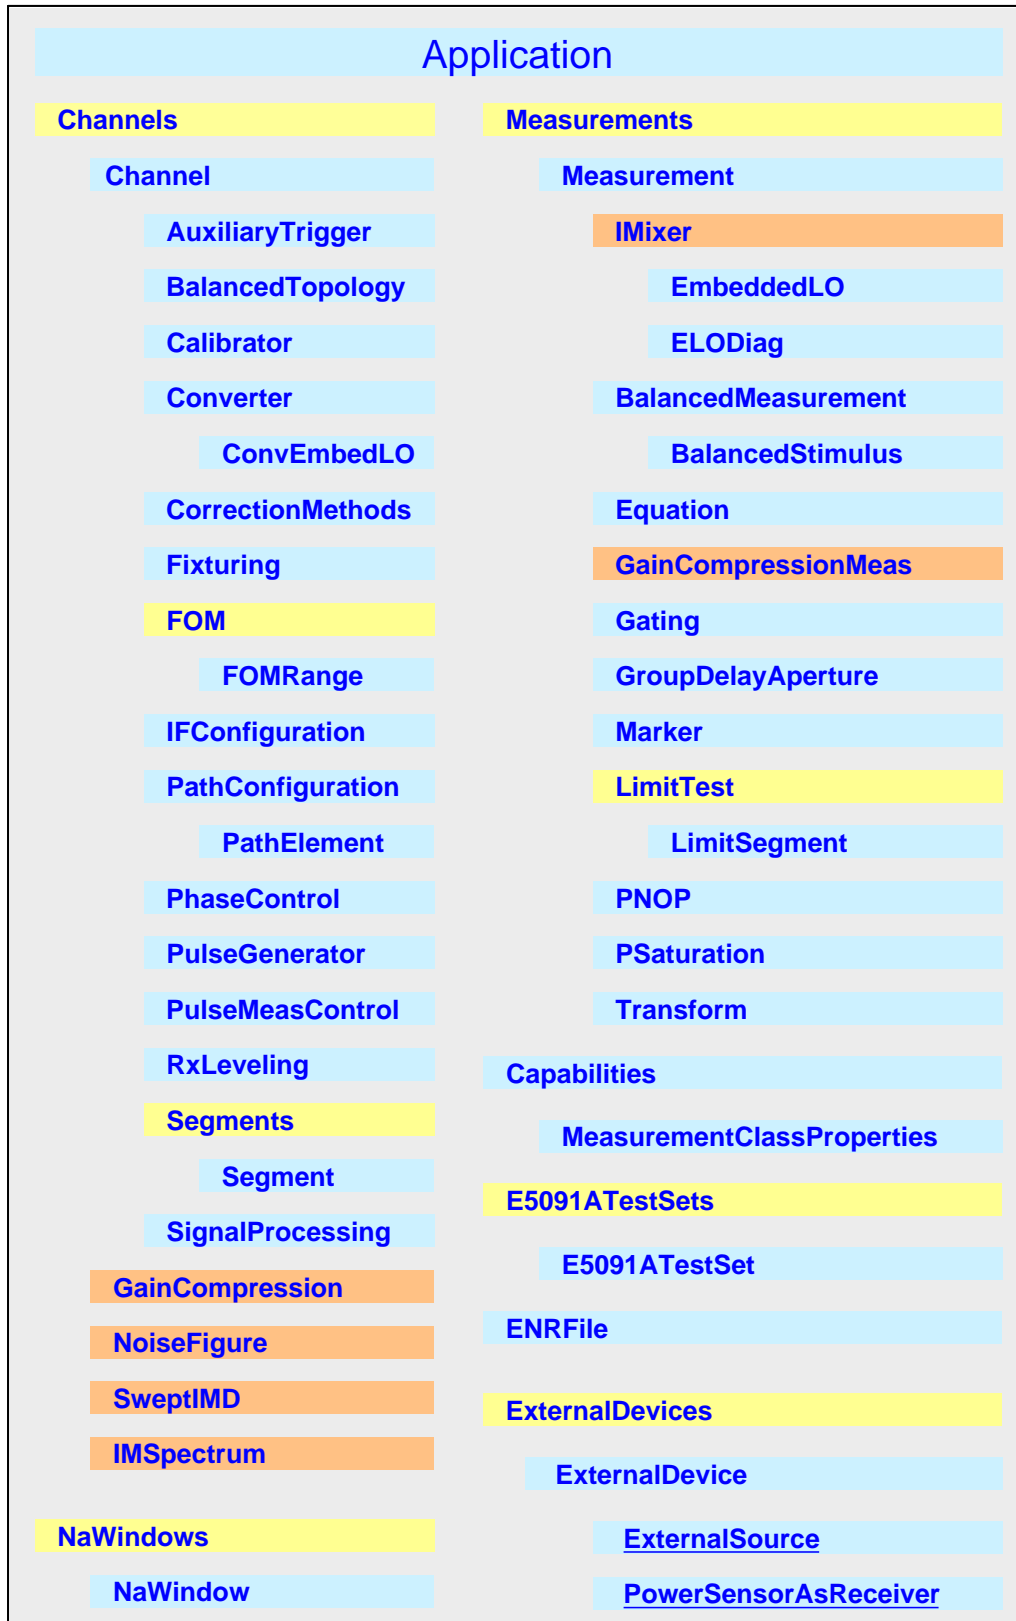 Application
Channels
Channel
AuxiliaryTrigger
BalancedTopology
Calibrator
Converter
ConvEmbedLO
CorrectionMethods
Fixturing
FOM
FOMRange
IFConfiguration
PathConfiguration
PathElement
PhaseControl
PulseGenerator
PulseMeasControl
RxLeveling
Segments
Segment
SignalProcessing
GainCompression
NoiseFigure
SweptIMD
IMSpectrum
NaWindows
NaWindow
Measurements
Measurement
IMixer
EmbeddedLO
ELODiag
BalancedMeasurement
BalancedStimulus
Equation
GainCompressionMeas
Gating
GroupDelayAperture
Marker
LimitTest
LimitSegment
PNOP
PSaturation
Transform
Capabilities
MeasurementClassProperties
E5091ATestSets
E5091ATestSet
ENRFile
ExternalDevices
ExternalDevice
ExternalSource
PowerSensorAsReceiver